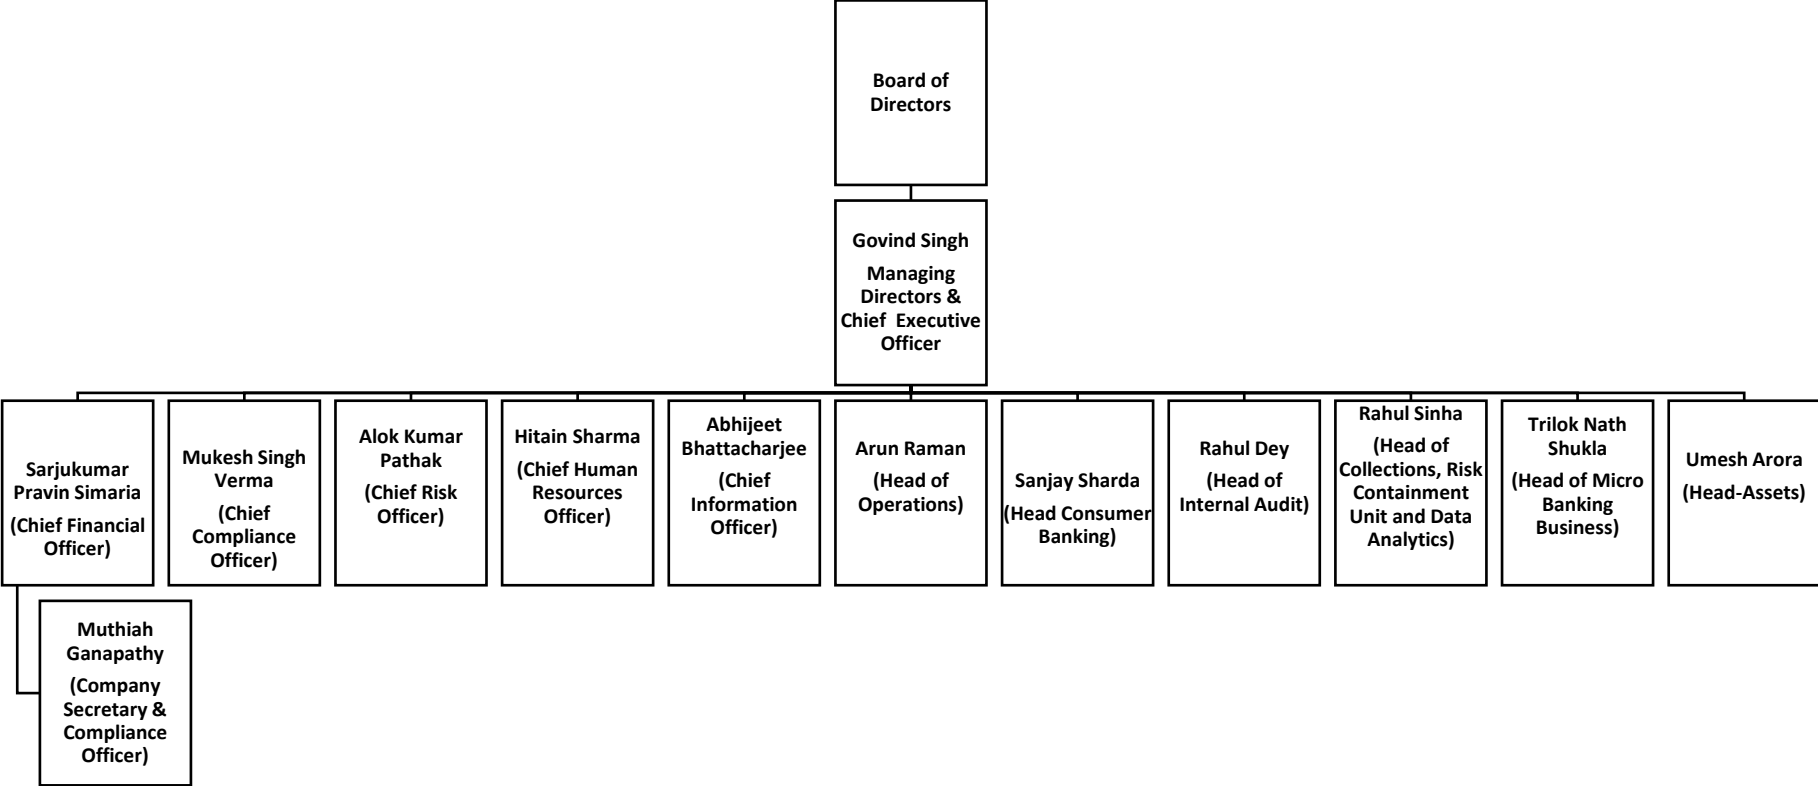 Board of
Directors
Govind Singh
Managing
Directors &
Chief Executive
Officer
Sarjukumar
Pravin Simaria
(Chief Financial
Officer)
Mukesh Singh
Verma
(Chief
Compliance
Officer)
Alok Kumar
Pathak
(Chief Risk
Officer)
Hitain Sharma
(Chief Human
Resources
Officer)
Abhijeet
Bhattacharjee
(Chief
Information
Officer)
Arun Raman
(Head of
Operations)
Sanjay Sharda
(Head Consumer
Banking)
Rahul Dey
(Head of
Internal Audit)
Rahul Sinha
(Head of
Collections, Risk
Containment
Unit and Data
Analytics)
Trilok Nath
Shukla
(Head of Micro
Banking
Business)
Umesh Arora
(Head-Assets)
Muthiah
Ganapathy
(Company
Secretary &
Compliance
Officer)